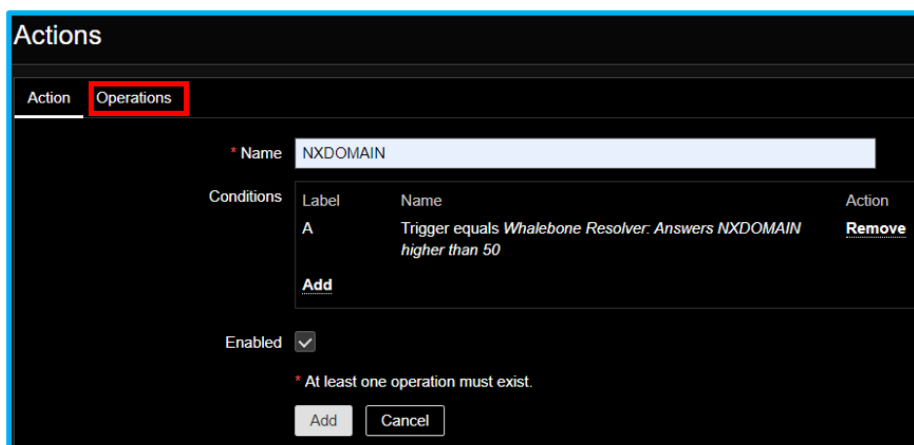 Actions
Action Operations
* Name NXDOMAIN
Conditions Label Name Action
A Trigger equals Whalebone Resolver: Answers NXDOMAIN higher than 50 Remove
Add
Enabled
* At least one operation must exist.
Add Cancel